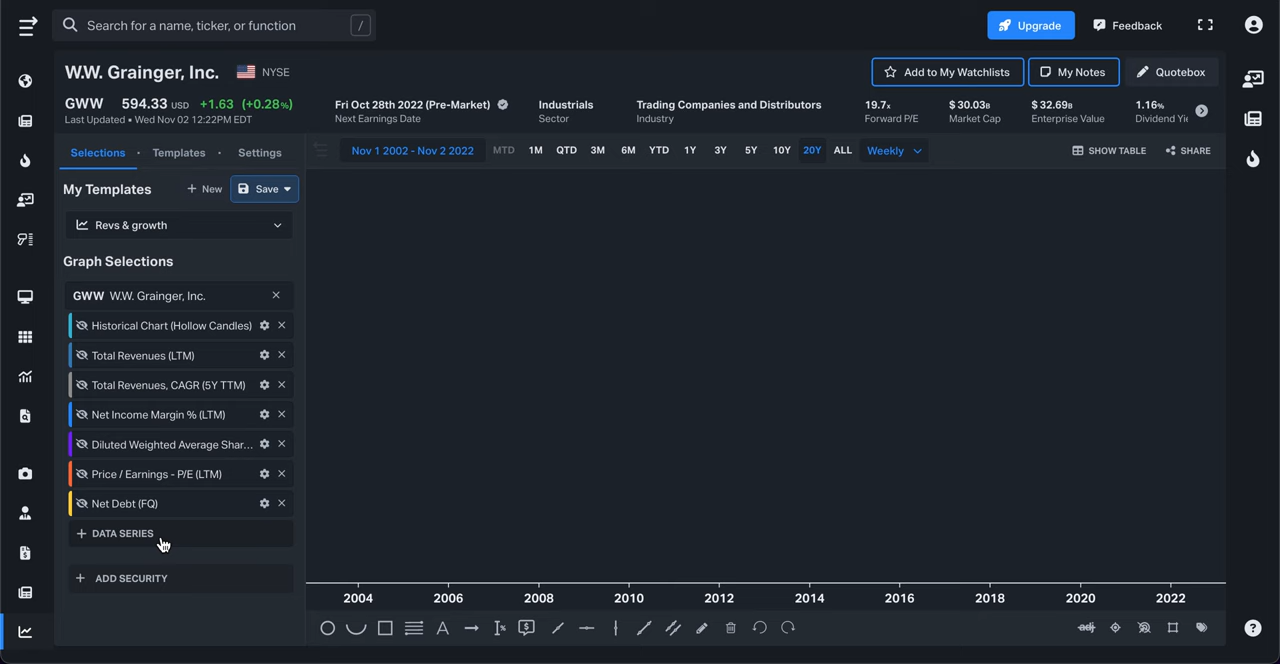 Search for a name, ticker, or function
/
Upgrade
Feedback
W.W. Grainger, Inc.
NYSE
Add to My Watchlists
My Notes
Quotebox
GWW 594.33 USD +1.63 (+0.28%)
Last Updated • Wed Nov 02 12:22PM EDT
Fri Oct 28th 2022 (Pre-Market)
Next Earnings Date
Industrials
Sector
Trading Companies and Distributors
Industry
19.7x
Forward P/E
$ 30.03B
Market Cap
$ 32.69B
Enterprise Value
1.16%
Dividend Yi
Selections • Templates • Settings
Nov 1 2002 - Nov 2 2022
MTD 1M QTD 3M 6M YTD 1Y 3Y 5Y 10Y 20Y ALL
Weekly
SHOW TABLE
SHARE
My Templates
+ New
Save
Revs & growth
Graph Selections
GWW W.W. Grainger, Inc.
Historical Chart (Hollow Candles)
Total Revenues (LTM)
Total Revenues, CAGR (5Y TTM)
Net Income Margin % (LTM)
Diluted Weighted Average Shar...
Price / Earnings - P/E (LTM)
Net Debt (FQ)
+ DATA SERIES
+ ADD SECURITY
2004 2006 2008 2010 2012 2014 2016 2018 2020 2022
A
adj
?